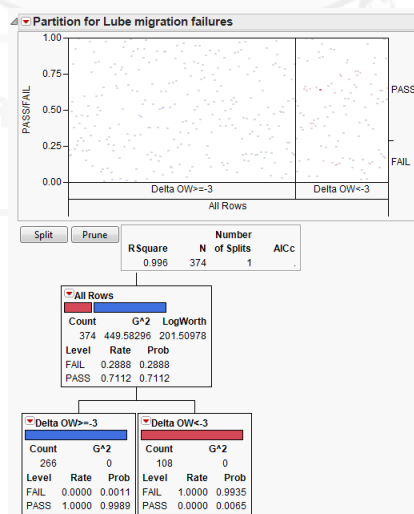 Partition for Lube migration failures
1.00
0.75
0.50
0.25
0.00
PASS/FAIL
PASS
FAIL
Delta OW>=-3 Delta OW<-3
All Rows
Split Prune
Number
RSquare N of Splits AICc
0.996 374 1 .
All Rows
Count G^2 LogWorth
374 449.58296 201.50978
Level Rate Prob
FAIL 0.2888 0.2888
PASS 0.7112 0.7112
Delta OW>=-3
Count G^2
266 0
Level Rate Prob
FAIL 0.0000 0.0011
PASS 1.0000 0.9989
Delta OW<-3
Count G^2
108 0
Level Rate Prob
FAIL 1.0000 0.9935
PASS 0.0000 0.0065